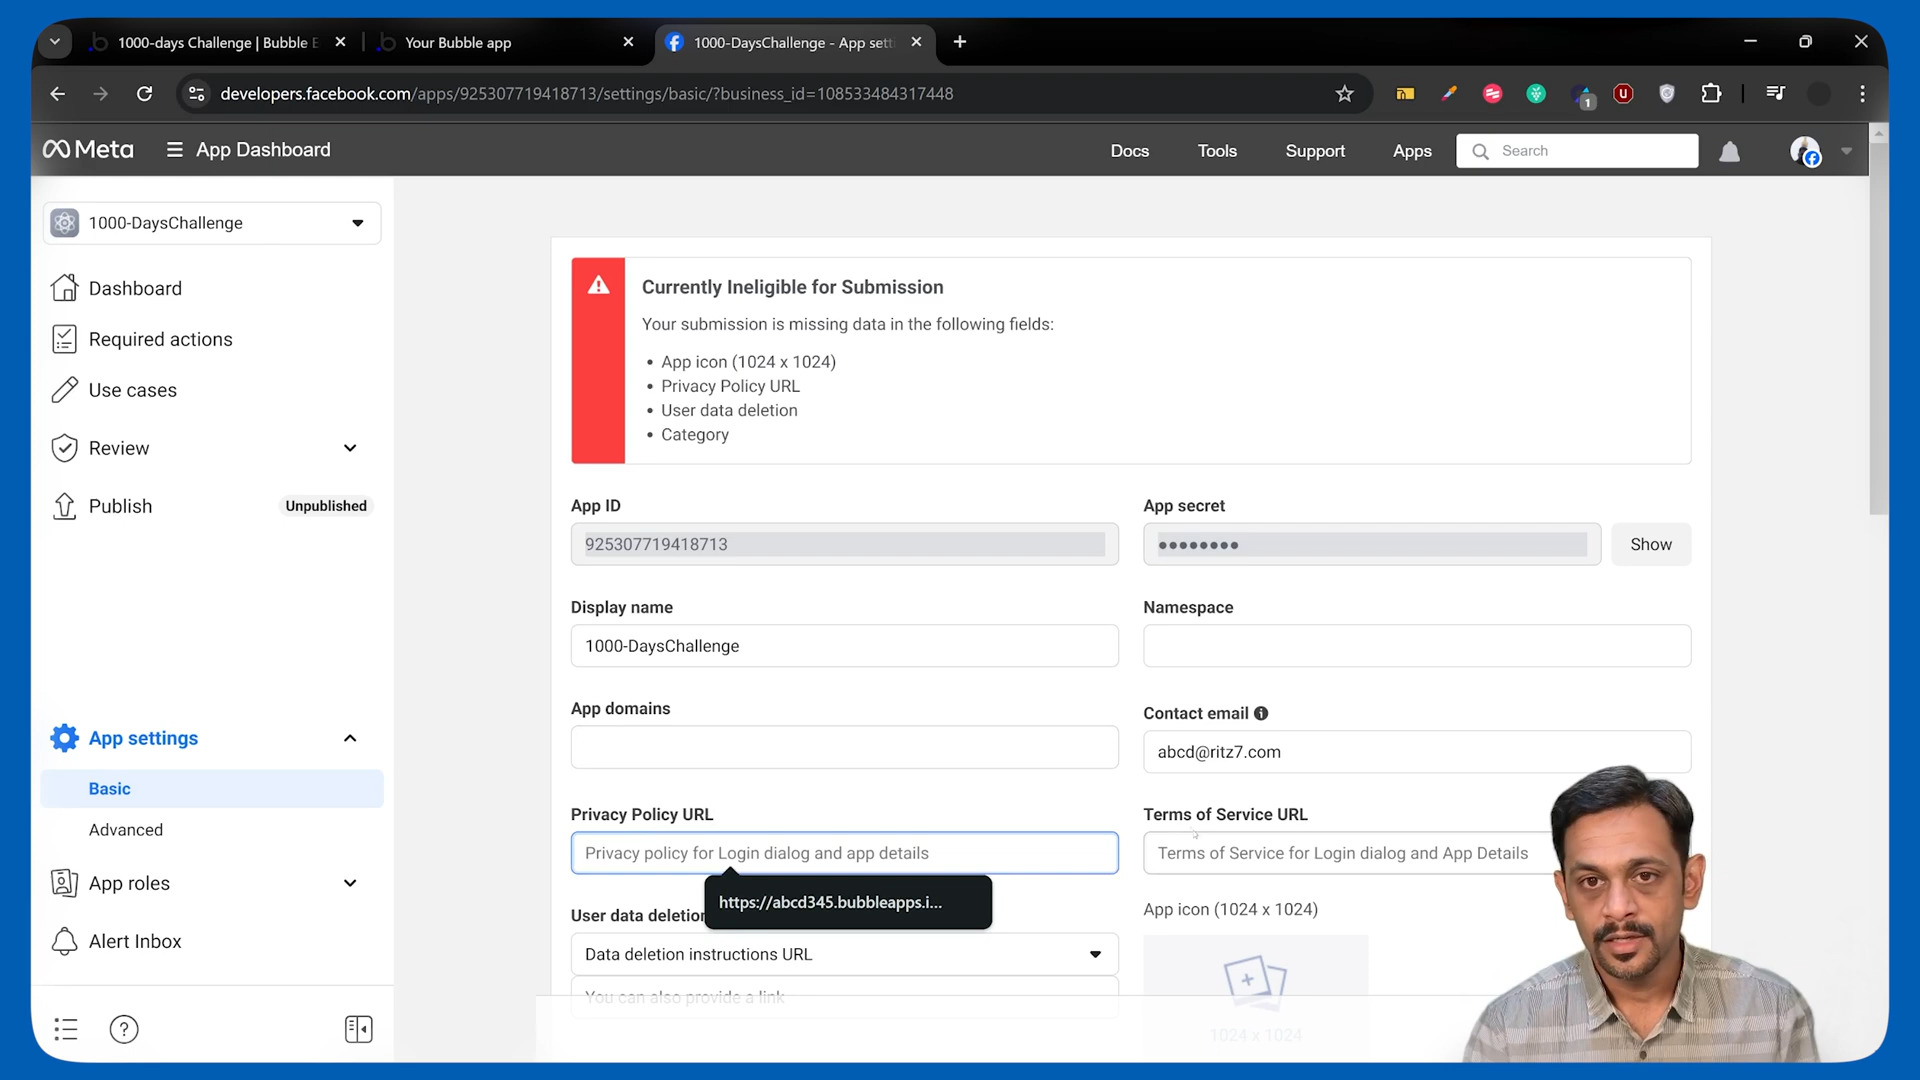 1000-days Challenge | Bubble E
Your Bubble app
1000-DaysChallenge - App sett
developers.facebook.com/apps/925307719418713/settings/basic/?business_id=108533484317448
1
Meta
App Dashboard
Docs
Tools
Support
Apps
Search
1000-DaysChallenge
Dashboard
Required actions
Use cases
Review
Publish
Unpublished
App settings
Basic
Advanced
App roles
Alert Inbox
Currently Ineligible for Submission
Your submission is missing data in the following fields:
• App icon (1024 x 1024)
• Privacy Policy URL
• User data deletion
• Category
App ID
App secret
925307719418713
••••••••
Show
Display name
Namespace
1000-DaysChallenge
App domains
Contact email
abcd@ritz7.com
Privacy Policy URL
Terms of Service URL
Privacy policy for Login dialog and app details
Terms of Service for Login dialog and App Details
https://abcd345.bubbleapps.i...
User data deletion
App icon (1024 x 1024)
Data deletion instructions URL
You can also provide a link
1024 x 1024